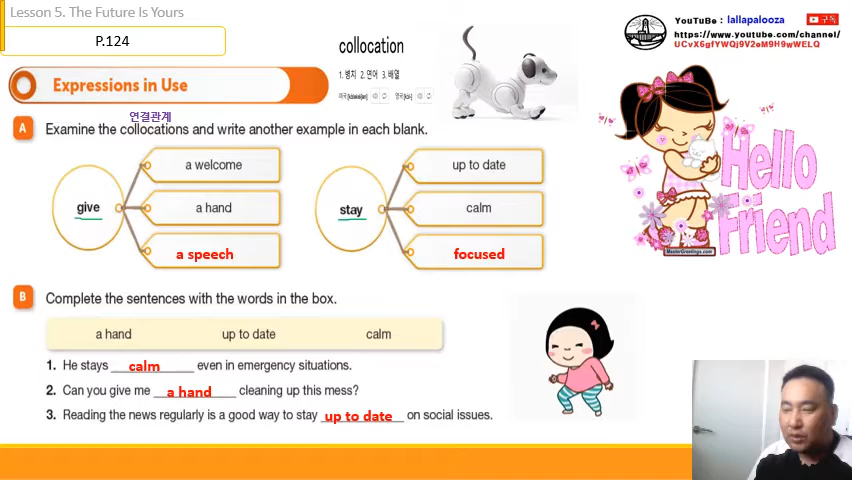 Lesson 5. The Future Is Yours
P.124
collocation
1. 병치 2. 연어 3. 배열
YouTuBe : lallapalooza 구독
https://www.youtube.com/channel/
UCvX6gfYWQj9V2eM9H9wWELQ
Expressions in Use
연결관계
A Examine the collocations and write another example in each blank.
give
a welcome
a hand
a speech
stay
up to date
calm
focused
Hello
Friend
MasterGreetings.com
B Complete the sentences with the words in the box.
a hand up to date calm
1. He stays calm even in emergency situations.
2. Can you give me a hand cleaning up this mess?
3. Reading the news regularly is a good way to stay up to date on social issues.